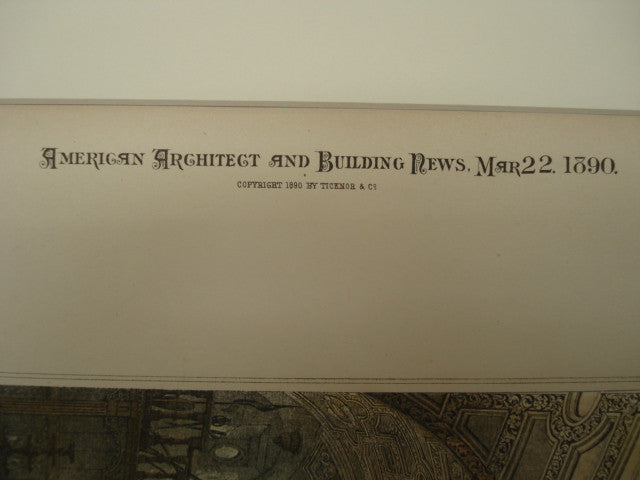 American Architect and Building News, Mar 22. 1890.
COPYRIGHT 1890 BY TICKNOR & Co